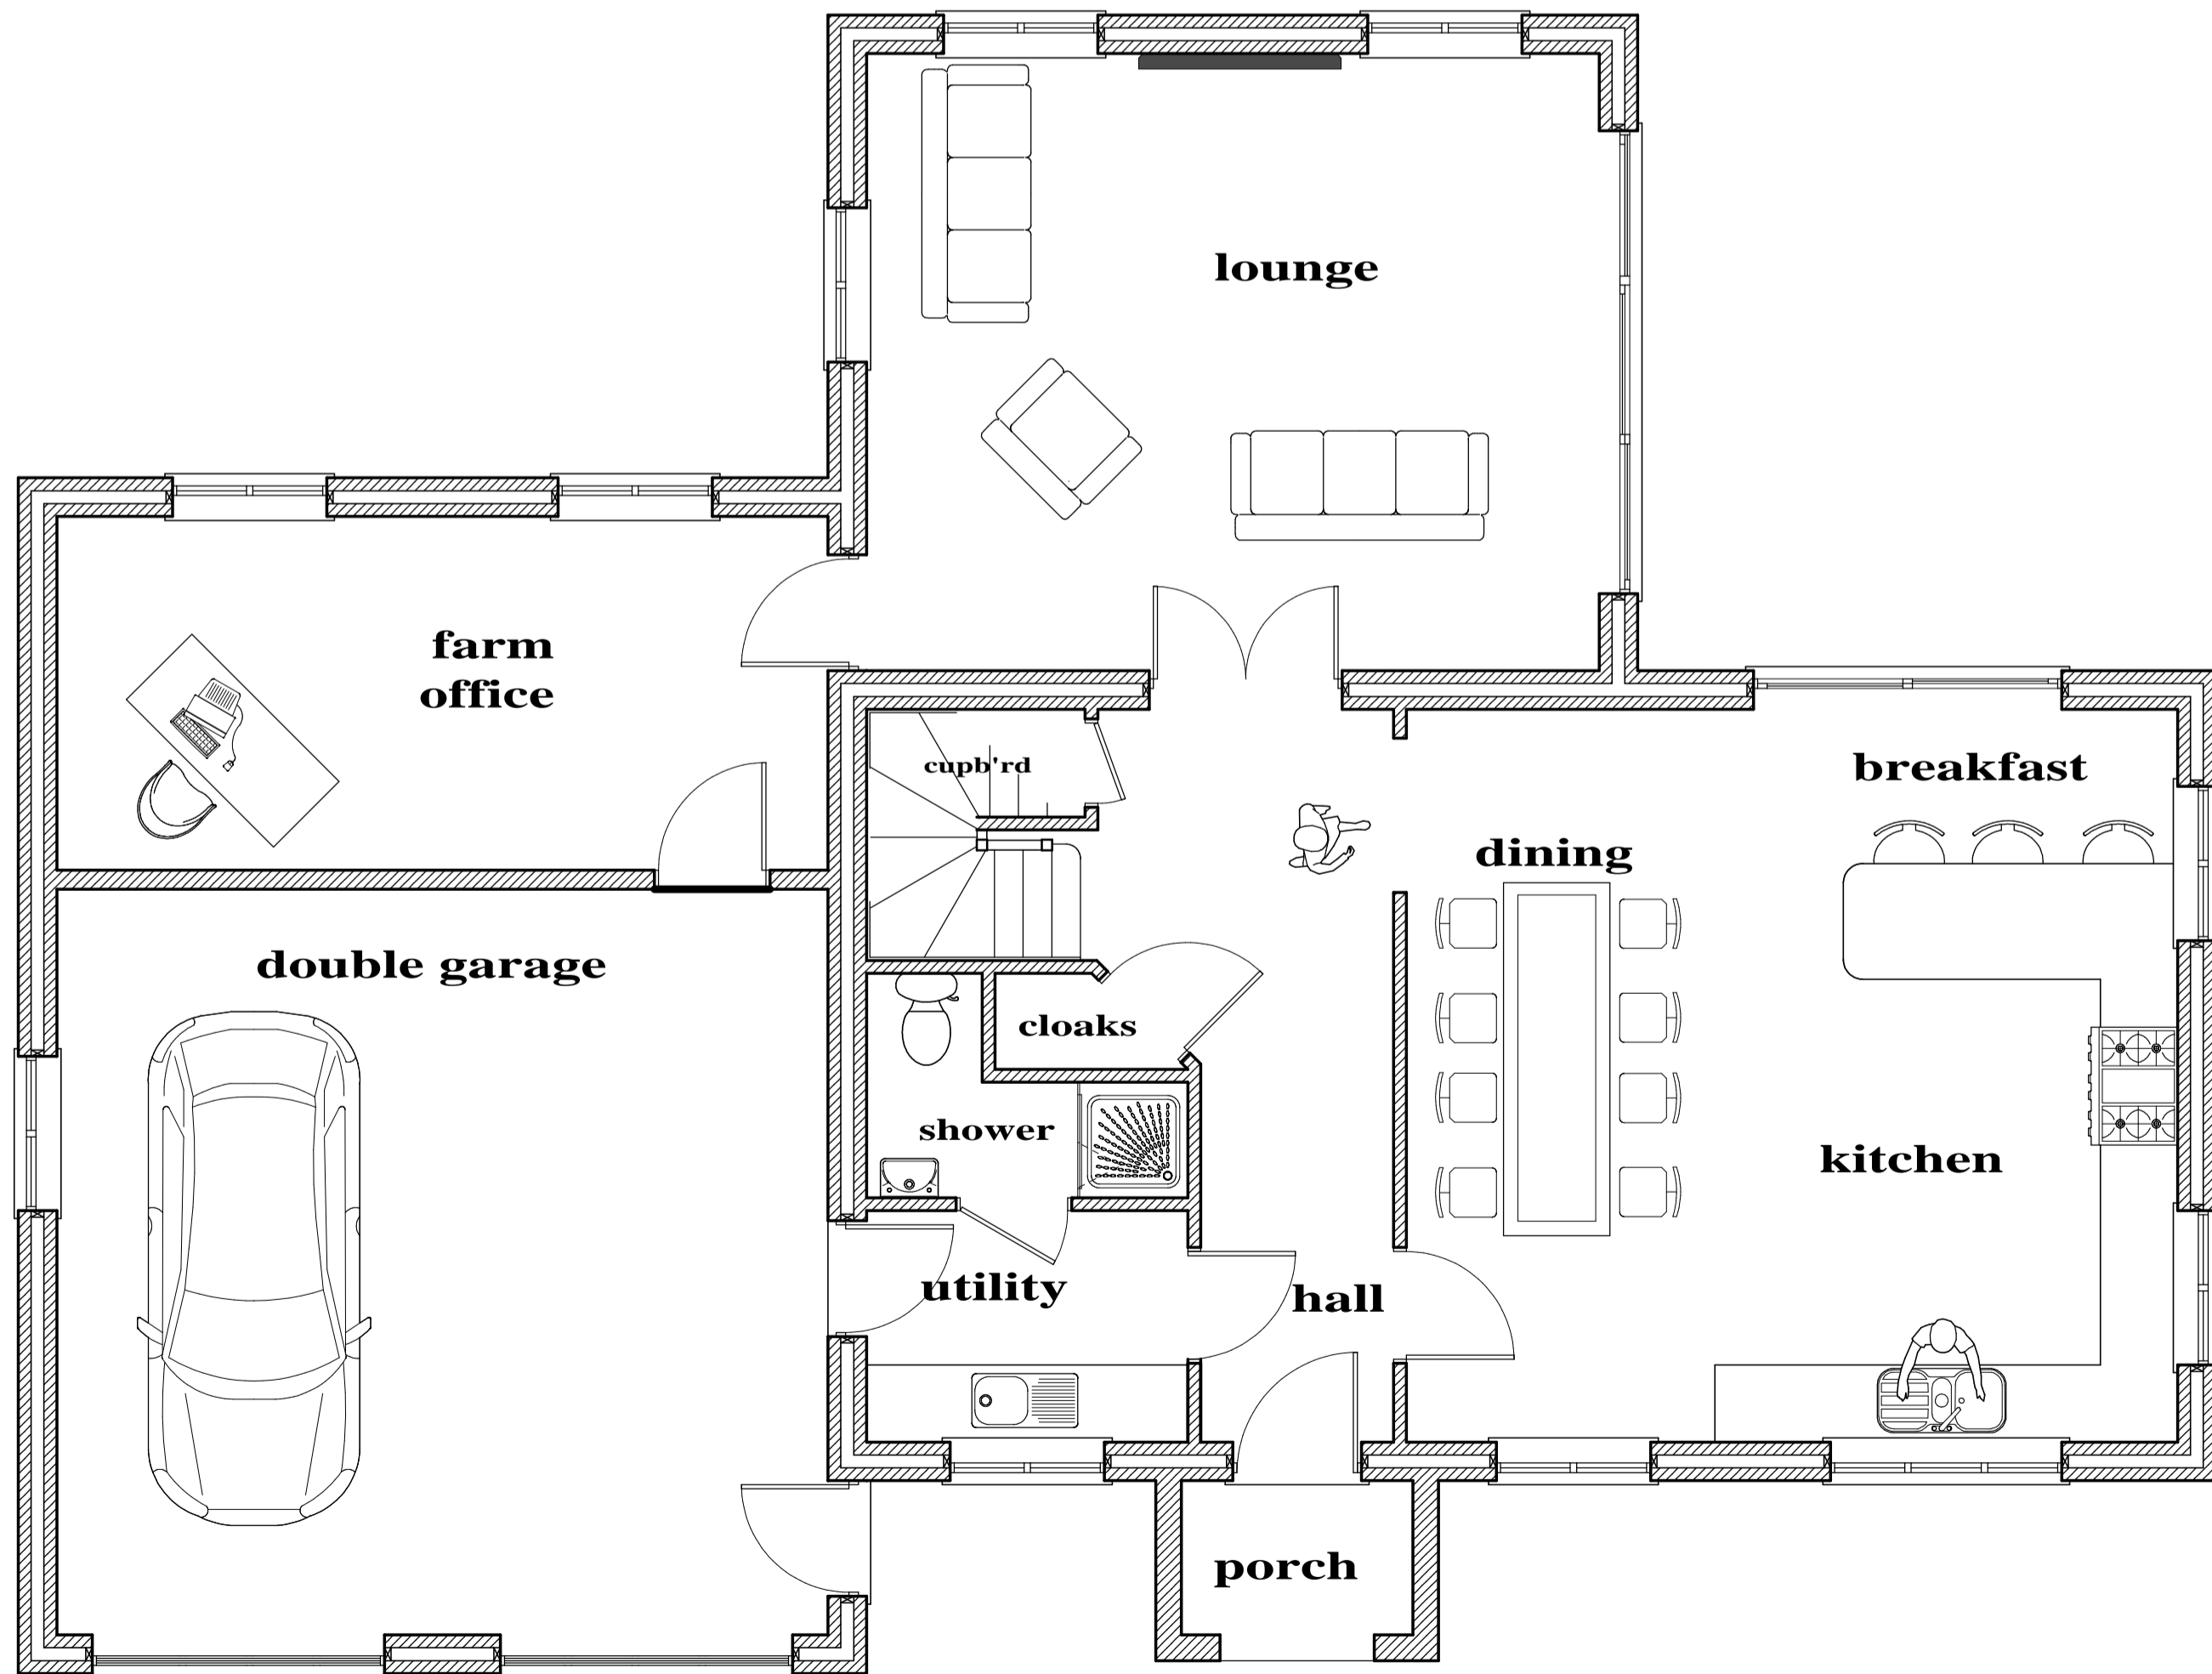 lounge
farm
office
cupb'rd
breakfast
dining
double garage
cloaks
shower
kitchen
utility
hall
porch